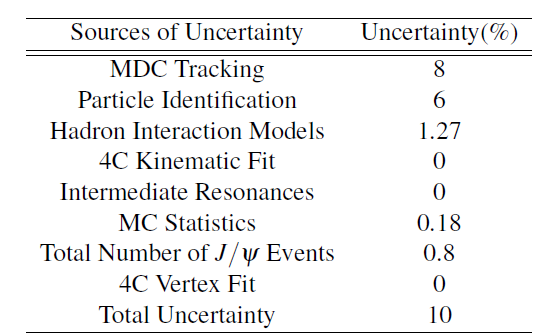 Sources of Uncertainty Uncertainty(%)
MDC Tracking 8
Particle Identification 6
Hadron Interaction Models 1.27
4C Kinematic Fit 0
Intermediate Resonances 0
MC Statistics 0.18
Total Number of J/ψ Events 0.8
4C Vertex Fit 0
Total Uncertainty 10